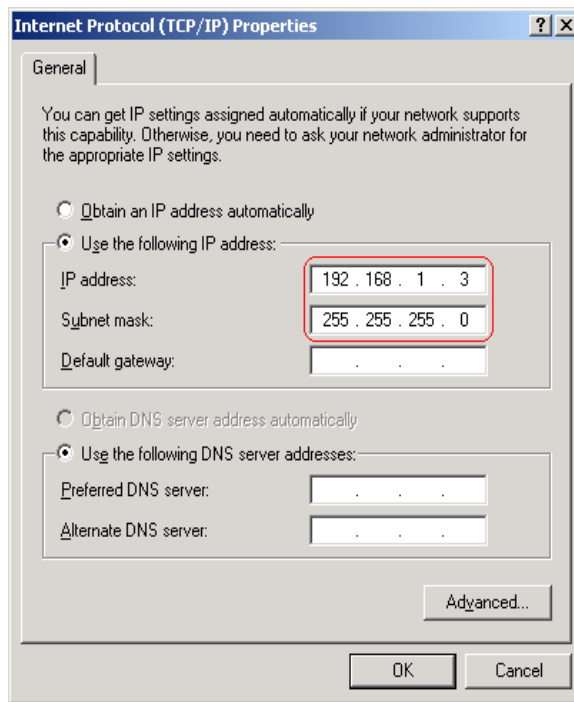 Internet Protocol (TCP/IP) Properties
General
You can get IP settings assigned automatically if your network supports
this capability. Otherwise, you need to ask your network administrator for
the appropriate IP settings.
Obtain an IP address automatically
Use the following IP address:
IP address: 192 . 168 . 1 . 3
Subnet mask: 255 . 255 . 255 . 0
Default gateway: . . .
Obtain DNS server address automatically
Use the following DNS server addresses:
Preferred DNS server: . . .
Alternate DNS server: . . .
Advanced...
OK Cancel